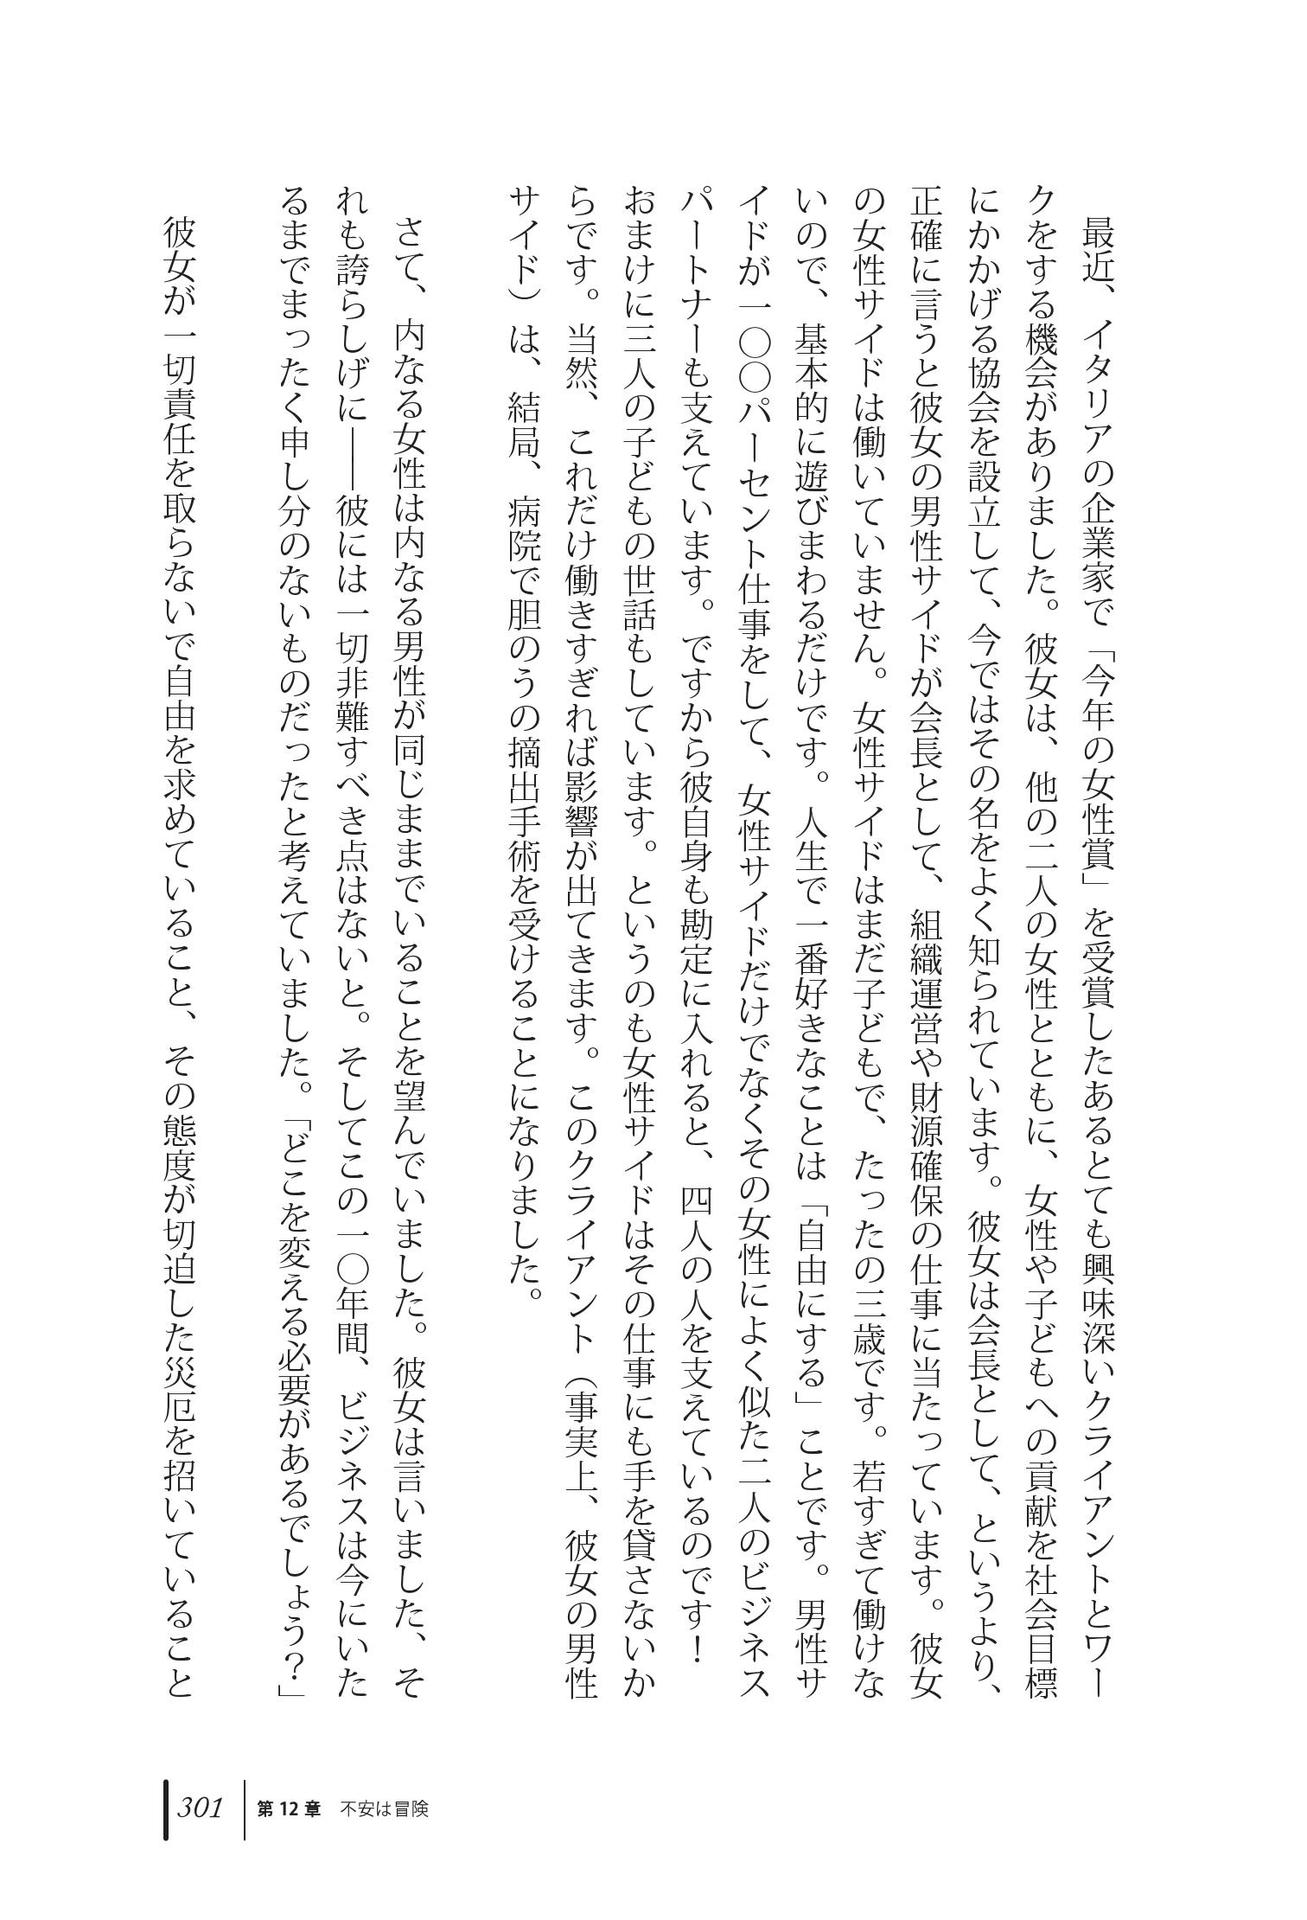 最近、イタリアの企業家で「今年の女性賞」を受賞したあるとても興味深いクライアントとワー
クをする機会がありました。彼女は、他の二人の女性とともに、女性や子どもへの貢献を社会目標
にかかげる協会を設立して、今ではその名をよく知られています。彼女は会長として、というより、
正確に言うと彼女の男性サイドが会長として、組織運営や財源確保の仕事に当たっています。彼女
の女性サイドは働いていません。女性サイドはまだ子どもで、たったの三歳です。若すぎて働けな
いので、基本的に遊びまわるだけです。人生で一番好きなことは「自由にする」ことです。男性サ
イドが一〇〇パーセント仕事をして、女性サイドだけでなくその女性によく似た二人のビジネス
パートナーも支えています。ですから彼自身も勘定に入れると、四人の人を支えているのです！
おまけに三人の子どもの世話もしています。というのも女性サイドはその仕事にも手を貸さないか
らです。当然、これだけ働きすぎれば影響が出てきます。このクライアント（事実上、彼女の男性
サイド）は、結局、病院で胆のうの摘出手術を受けることになりました。
さて、内なる女性は内なる男性が同じままでいることを望んでいました。彼女は言いました、そ
れも誇らしげに――彼には一切非難すべき点はないと。そしてこの一〇年間、ビジネスは今にいた
るまでまったく申し分のないものだったと考えていました。「どこを変える必要があるでしょう？」
彼女が一切責任を取らないで自由を求めていること、その態度が切迫した災厄を招いていること
301 第12章 不安は冒険